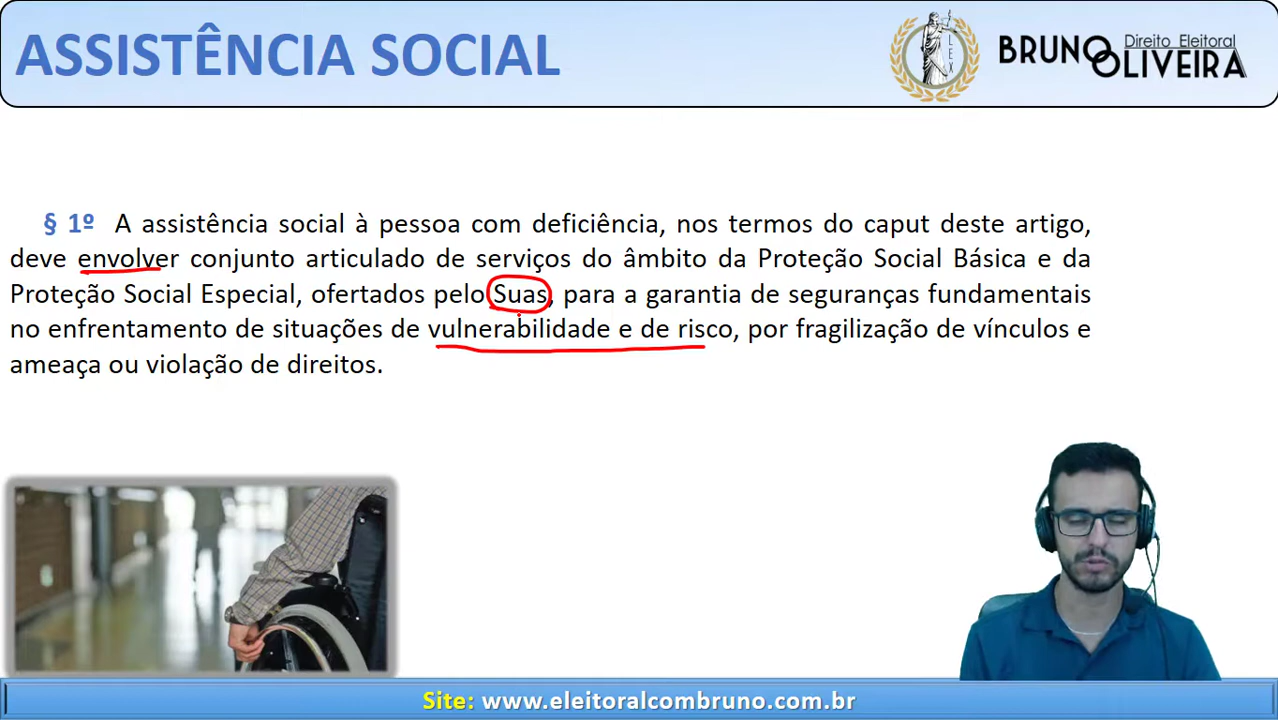 ASSISTÊNCIA SOCIAL
LEX
BRUNO Direito Eleitoral
OLIVEIRA
§ 1º A assistência social à pessoa com deficiência, nos termos do caput deste artigo,
deve envolver conjunto articulado de serviços do âmbito da Proteção Social Básica e da
Proteção Social Especial, ofertados pelo Suas, para a garantia de seguranças fundamentais
no enfrentamento de situações de vulnerabilidade e de risco, por fragilização de vínculos e
ameaça ou violação de direitos.
Site: www.eleitoralcombruno.com.br